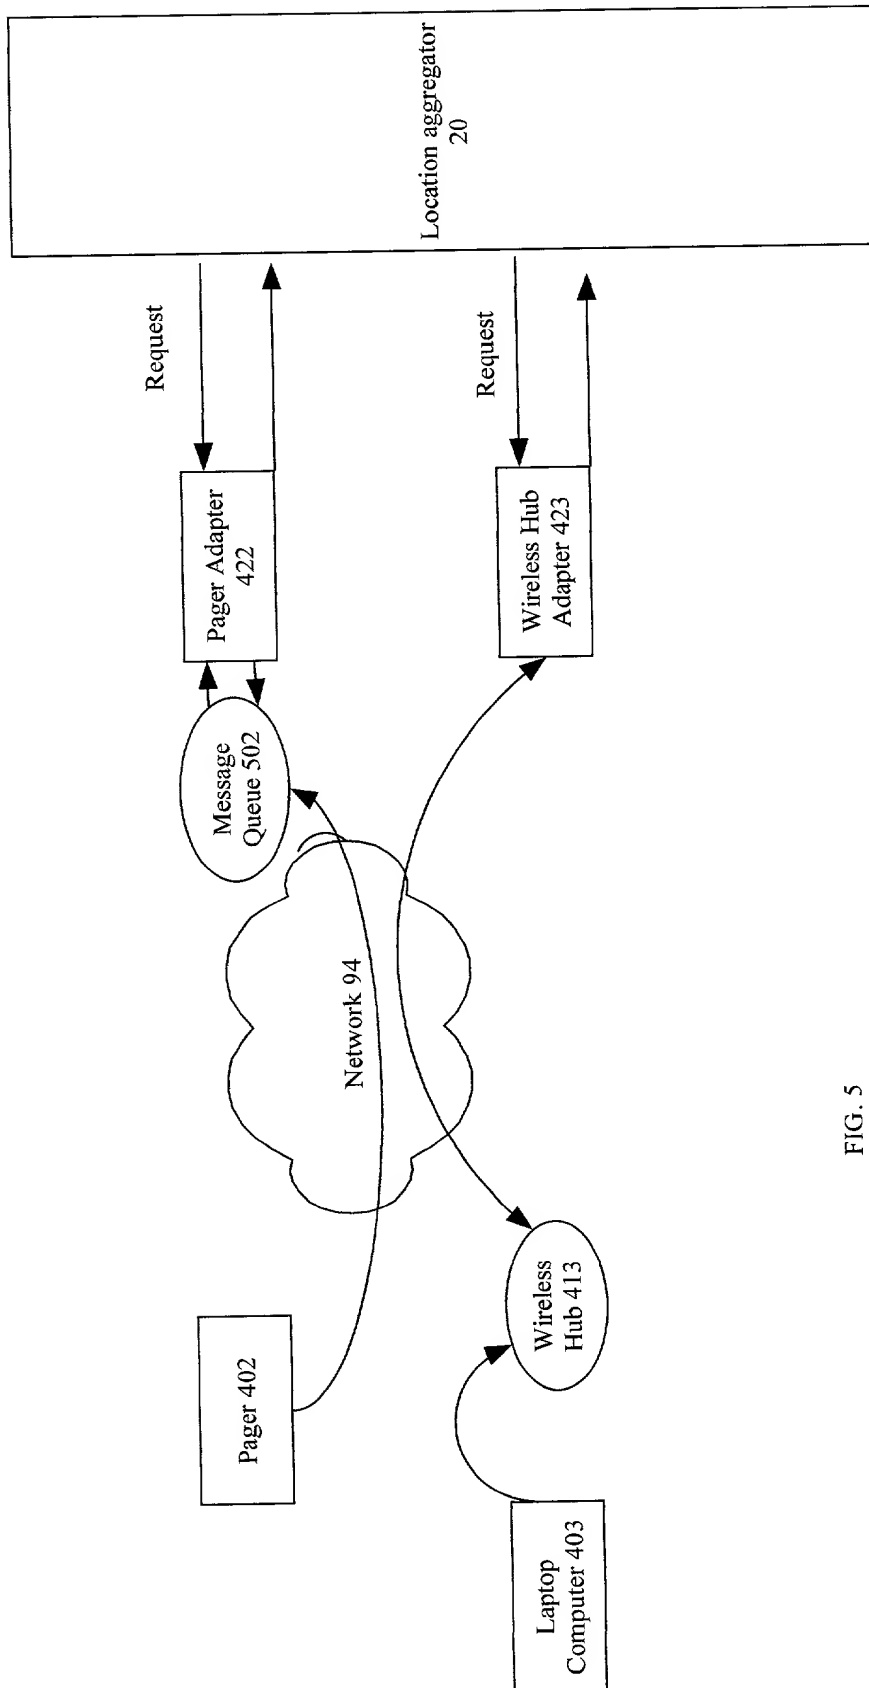 Pager 402
Network 94
Message
Queue 502
Pager Adapter
422
Request
Location aggregator
20
Laptop
Computer 403
Wireless
Hub 413
Wireless Hub
Adapter 423
Request
FIG. 5